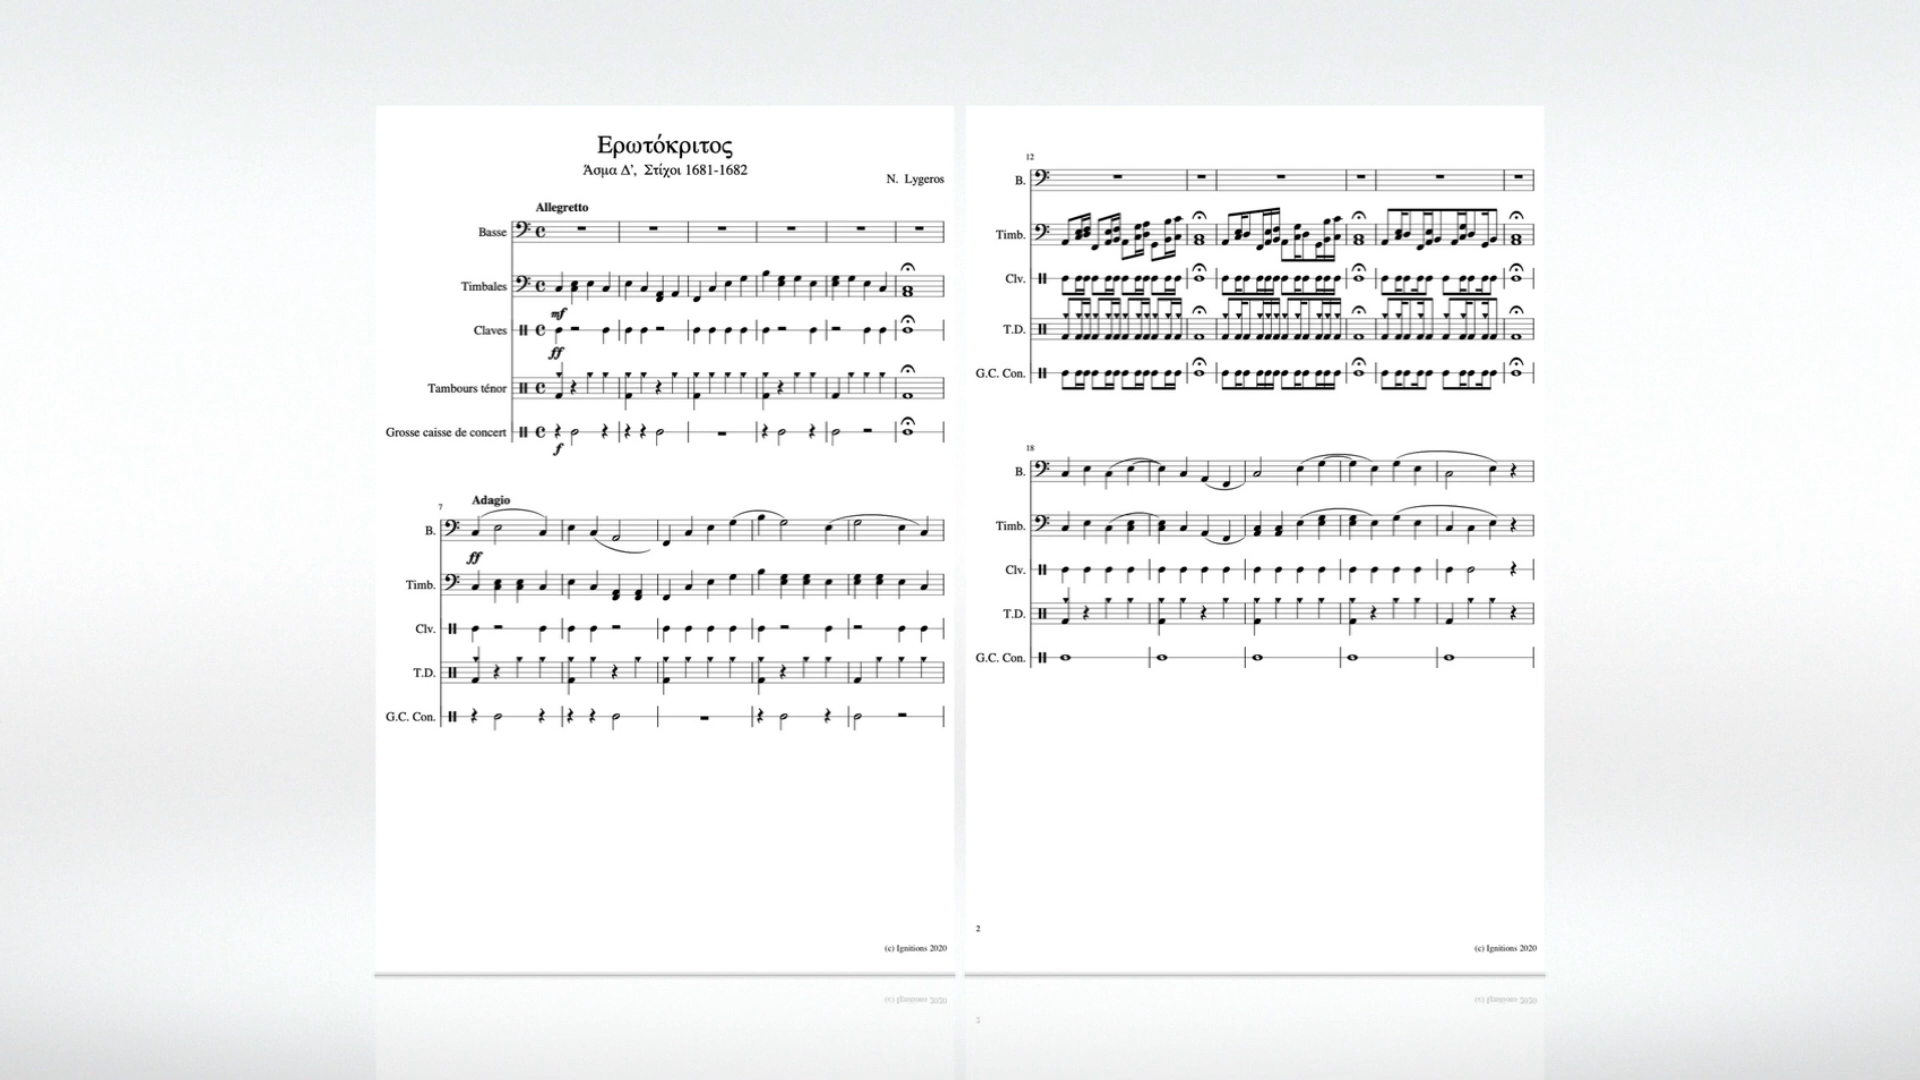 Ερωτόκριτος
Άσμα Δ', Στίχοι 1681-1682
N. Lygeros
Allegretto
Basse
Timbales
mf
Claves
ff
Tambours ténor
Grosse caisse de concert
f
Adagio
7
B.
ff
Timb.
Clv.
T.D.
G.C. Con.
(c) Ignitions 2020
12
B.
Timb.
Clv.
T.D.
G.C. Con.
18
B.
Timb.
Clv.
T.D.
G.C. Con.
2
(c) Ignitions 2020